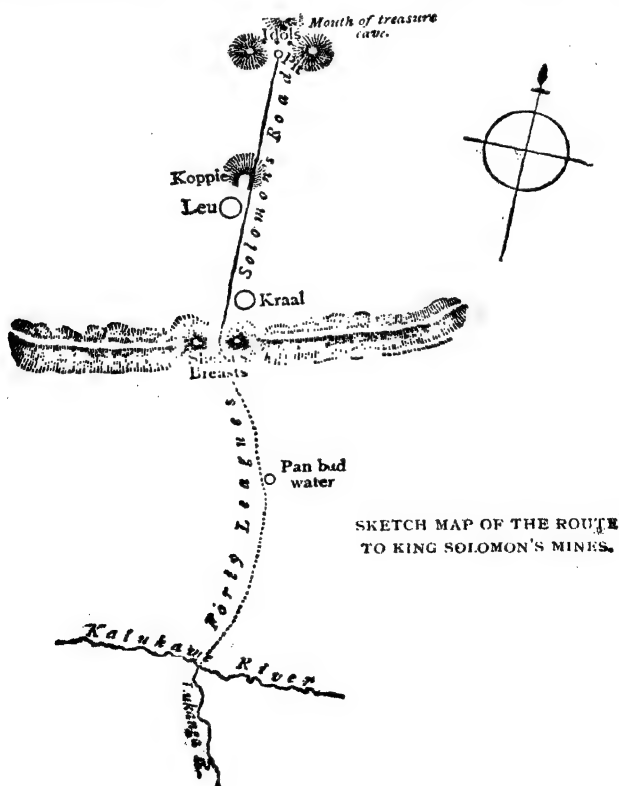 Mouth of treasure
cave.
Idols
Pit
Solomon's Road
Koppie
Leu
Kraal
Breasts
Forty Leagues
Pan bad
water
SKETCH MAP OF THE ROUTE
TO KING SOLOMON'S MINES.
River